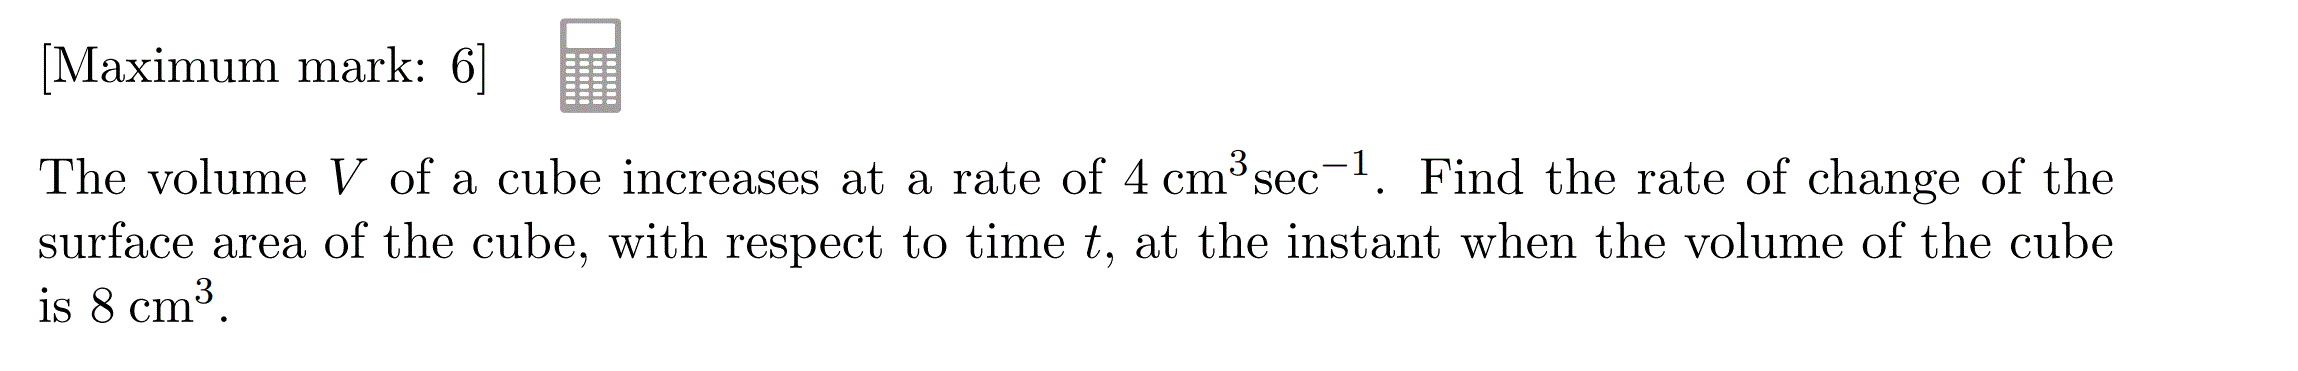 [Maximum mark: 6]
The volume V of a cube increases at a rate of 4 cm³sec⁻¹. Find the rate of change of the
surface area of the cube, with respect to time t, at the instant when the volume of the cube
is 8 cm³.